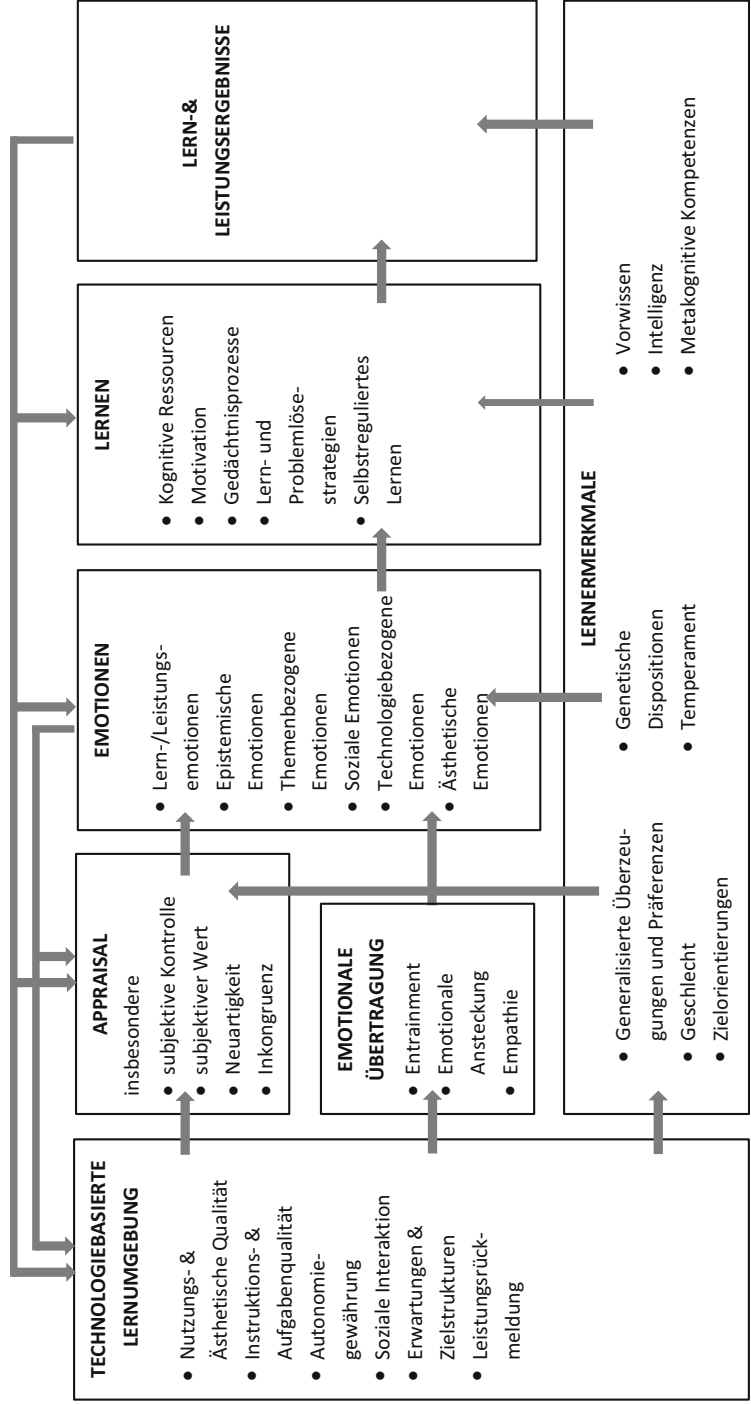 TECHNOLOGIEBASIERTE
LERNUMGEBUNG
• Nutzungs- &
Ästhetische Qualität
• Instruktions- &
Aufgabenqualität
• Autonomie-
gewährung
• Soziale Interaktion
• Erwartungen &
Zielstrukturen
• Leistungsrück-
meldung
APPRAISAL
insbesondere
• subjektive Kontrolle
• subjektiver Wert
• Neuartigkeit
• Inkongruenz
EMOTIONALE
ÜBERTRAGUNG
• Entrainment
• Emotionale
Ansteckung
• Empathie
EMOTIONEN
• Lern-/Leistungs-
emotionen
• Epistemische
Emotionen
• Themenbezogene
Emotionen
• Soziale Emotionen
• Technologiebezogene
Emotionen
• Ästhetische
Emotionen
LERNEN
• Kognitive Ressourcen
• Motivation
• Gedächtnisprozesse
• Lern- und
Problemlöse-
strategien
• Selbstreguliertes
Lernen
LERN-&
LEISTUNGSERGEBNISSE
LERNERMERKMALE
• Generalisierte Überzeu-
gungen und Präferenzen
• Geschlecht
• Zielorientierungen
• Genetische
Dispositionen
• Temperament
• Vorwissen
• Intelligenz
• Metakognitive Kompetenzen